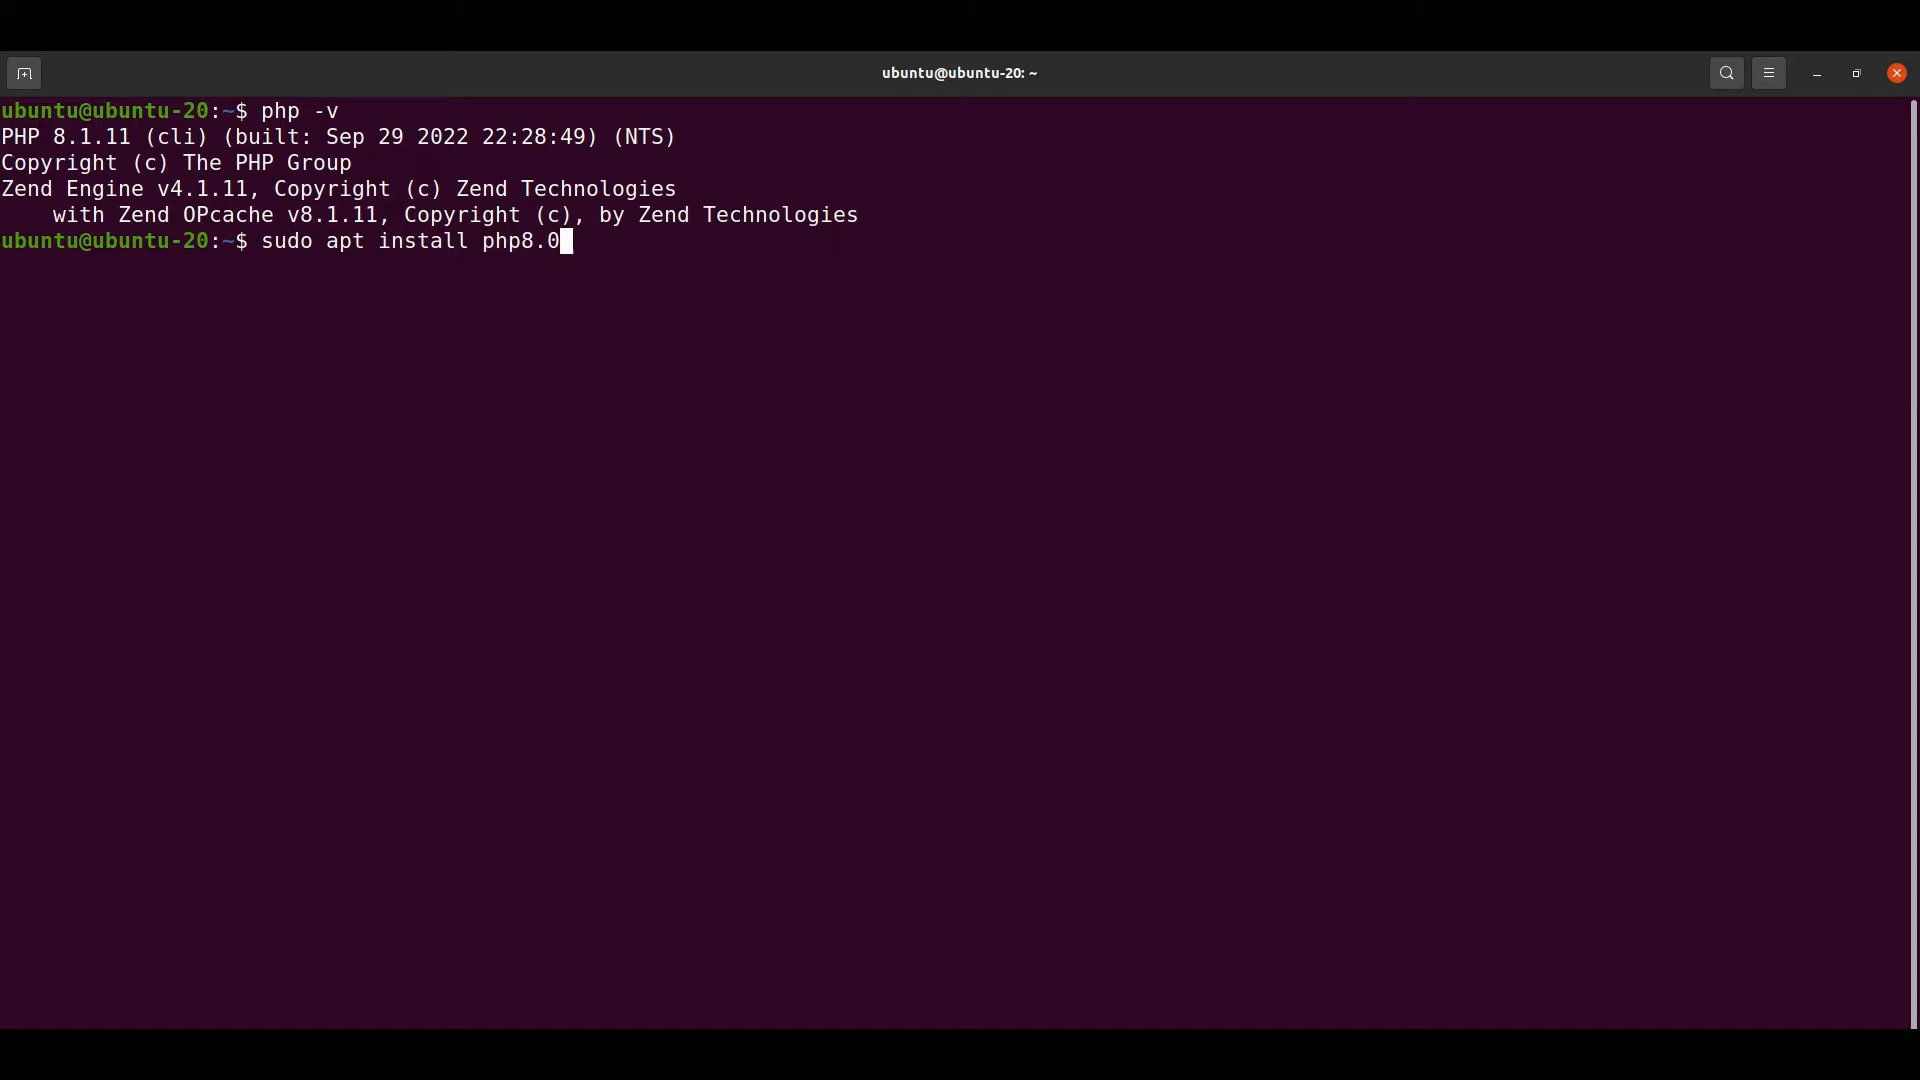 ubuntu@ubuntu-20: ~
ubuntu@ubuntu-20:~$ php -v
PHP 8.1.11 (cli) (built: Sep 29 2022 22:28:49) (NTS)
Copyright (c) The PHP Group
Zend Engine v4.1.11, Copyright (c) Zend Technologies
    with Zend OPcache v8.1.11, Copyright (c), by Zend Technologies
ubuntu@ubuntu-20:~$ sudo apt install php8.0